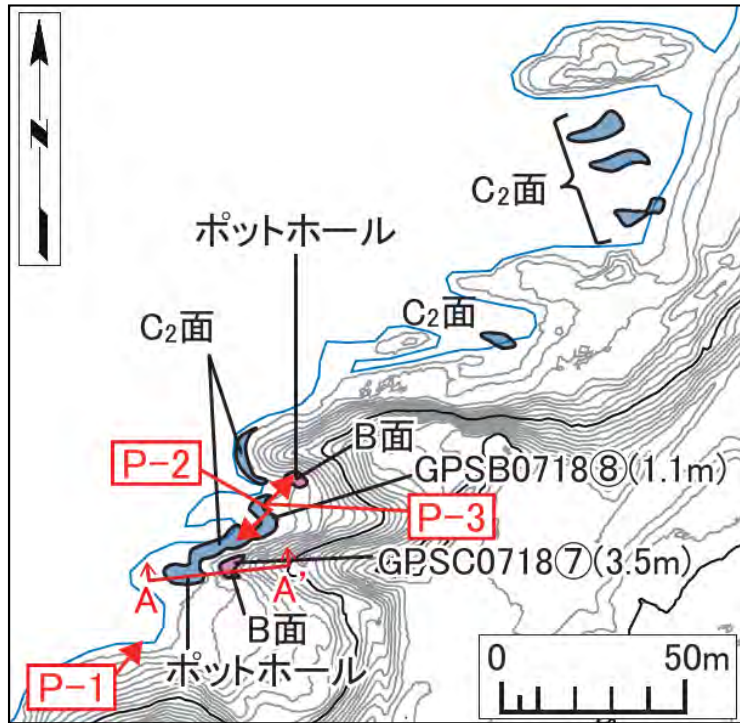 N
C₂面
ポットホール
C₂面
C₂面
B面
P-2
GPSB0718⑧(1.1m)
P-3
GPSC0718⑦(3.5m)
A
A'
B面
ポットホール
P-1
0 50m